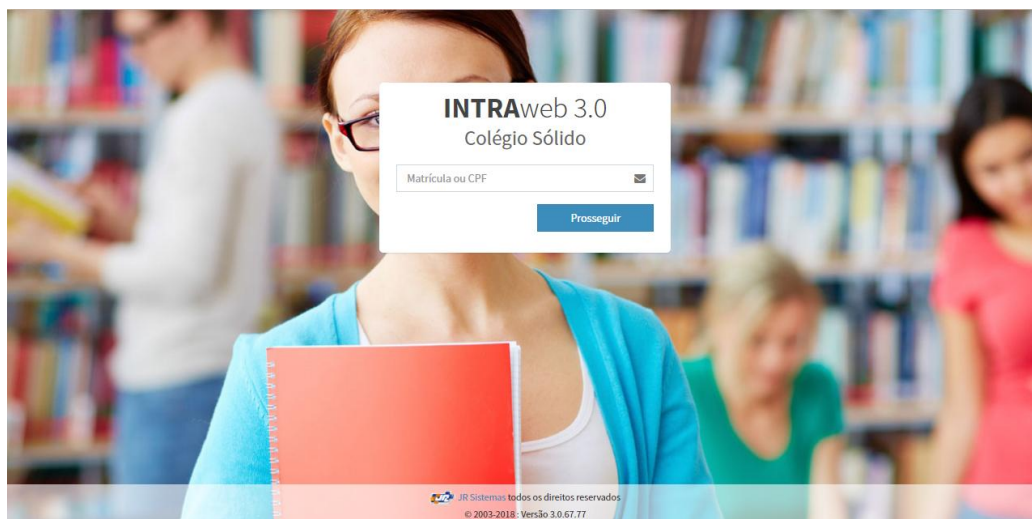 INTRAweb 3.0
Colégio Sólido
Matrícula ou CPF
Prosseguir
JR Sistemas todos os direitos reservados
© 2003-2018 : Versão 3.0.67.77